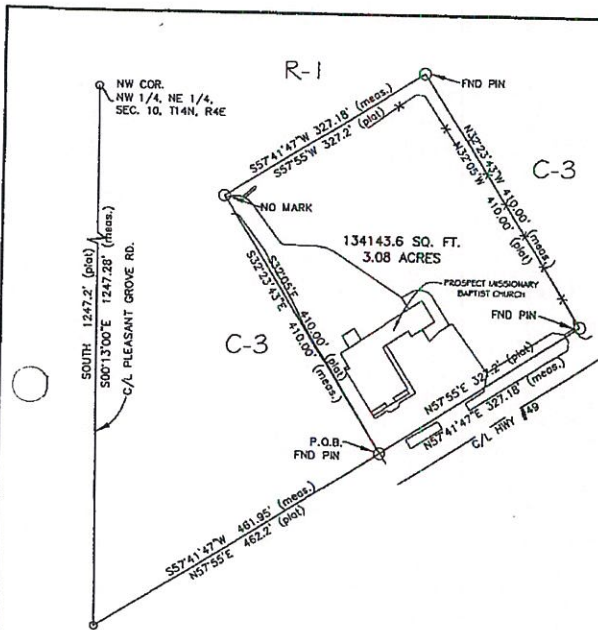 R-1
NW COR.
NW 1/4, NE 1/4,
SEC. 10, T14N, R4E
FND PIN
S57°41'47"W 327.18' (meas.)
S57°55'W 327.2' (plat)
N32°23'43"W 410.00' (meas.)
N32°05'W 410.00' (plat)
C-3
NO MARK
134143.6 SQ. FT.
3.08 ACRES
PROSPECT MISSIONARY
BAPTIST CHURCH
FND PIN
S32°05'E 410.00' (plat)
S32°23'43"E 410.00' (meas.)
C-3
SOUTH 1247.2' (plat)
S00°13'00"E 1247.28' (meas.)
C/L PLEASANT GROVE RD.
N57°55'E 327.2' (plat)
N57°41'47"E 327.18' (meas.)
C/L HWY 49
P.O.B.
FND PIN
S57°41'47"W 461.95' (meas.)
N57°55'E 462.2' (plat)